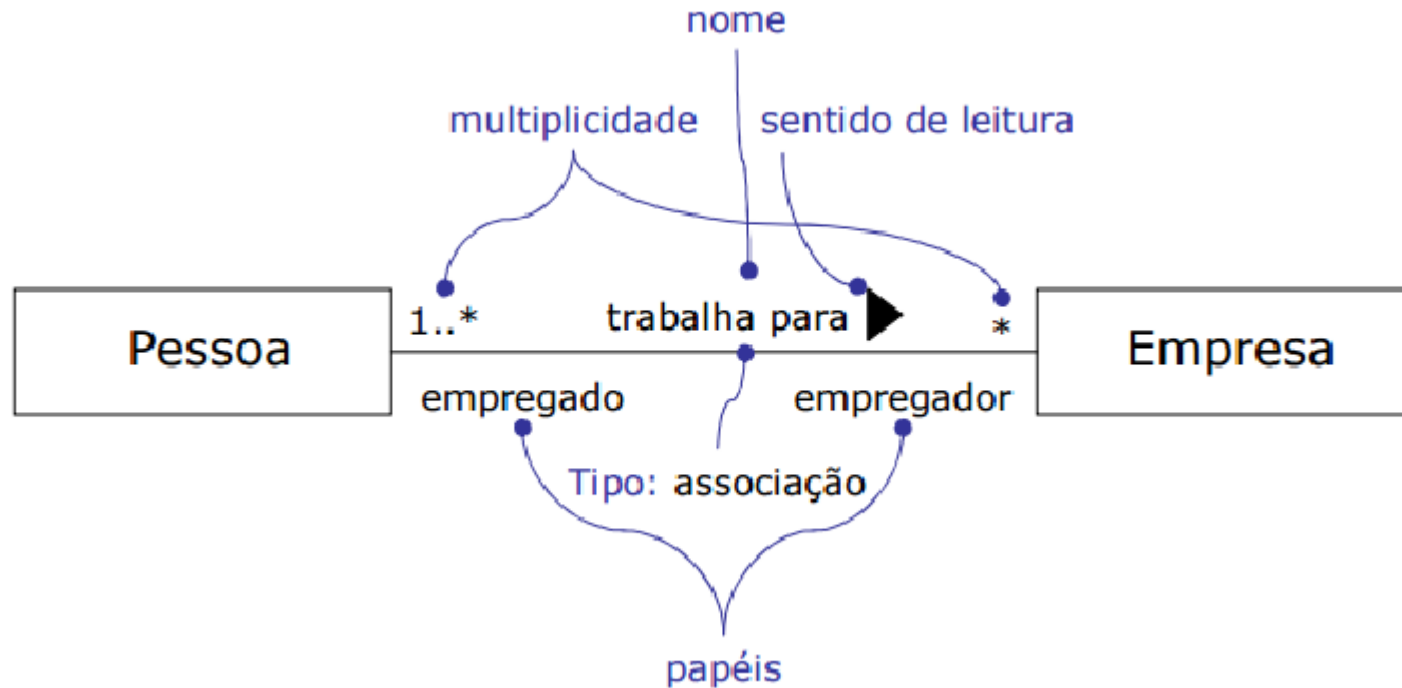 nome
multiplicidade
sentido de leitura
1..*
trabalha para
*
Pessoa
Empresa
empregado
empregador
Tipo: associação
papéis